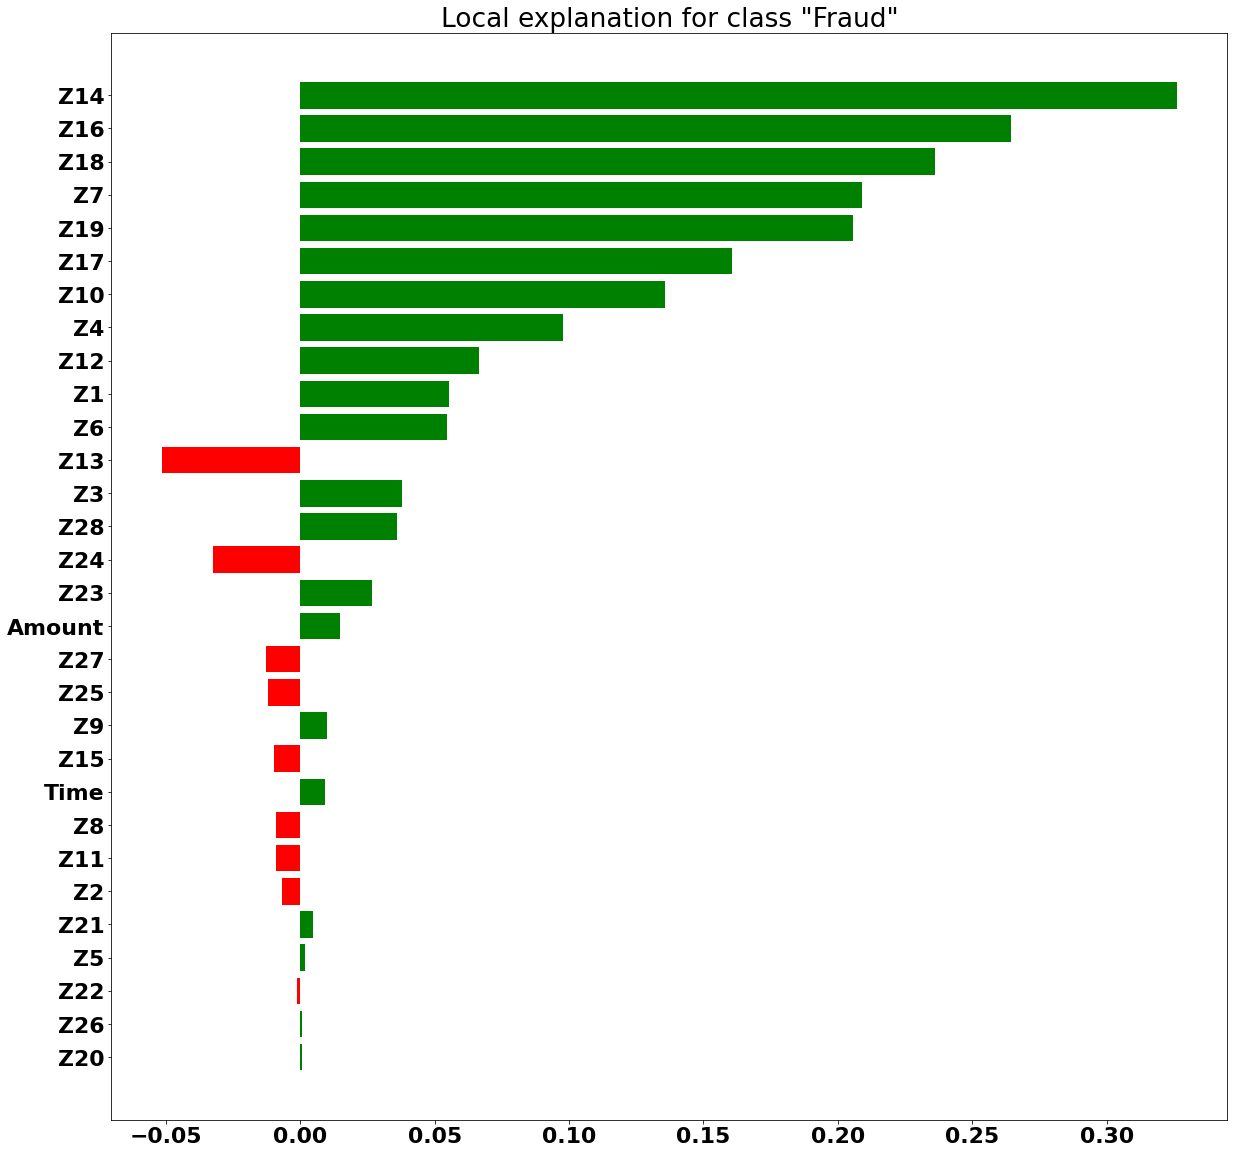 Local explanation for class "Fraud"
Z14
Z16
Z18
Z7
Z19
Z17
Z10
Z4
Z12
Z1
Z6
Z13
Z3
Z28
Z24
Z23
Amount
Z27
Z25
Z9
Z15
Time
Z8
Z11
Z2
Z21
Z5
Z22
Z26
Z20
−0.05 0.00 0.05 0.10 0.15 0.20 0.25 0.30